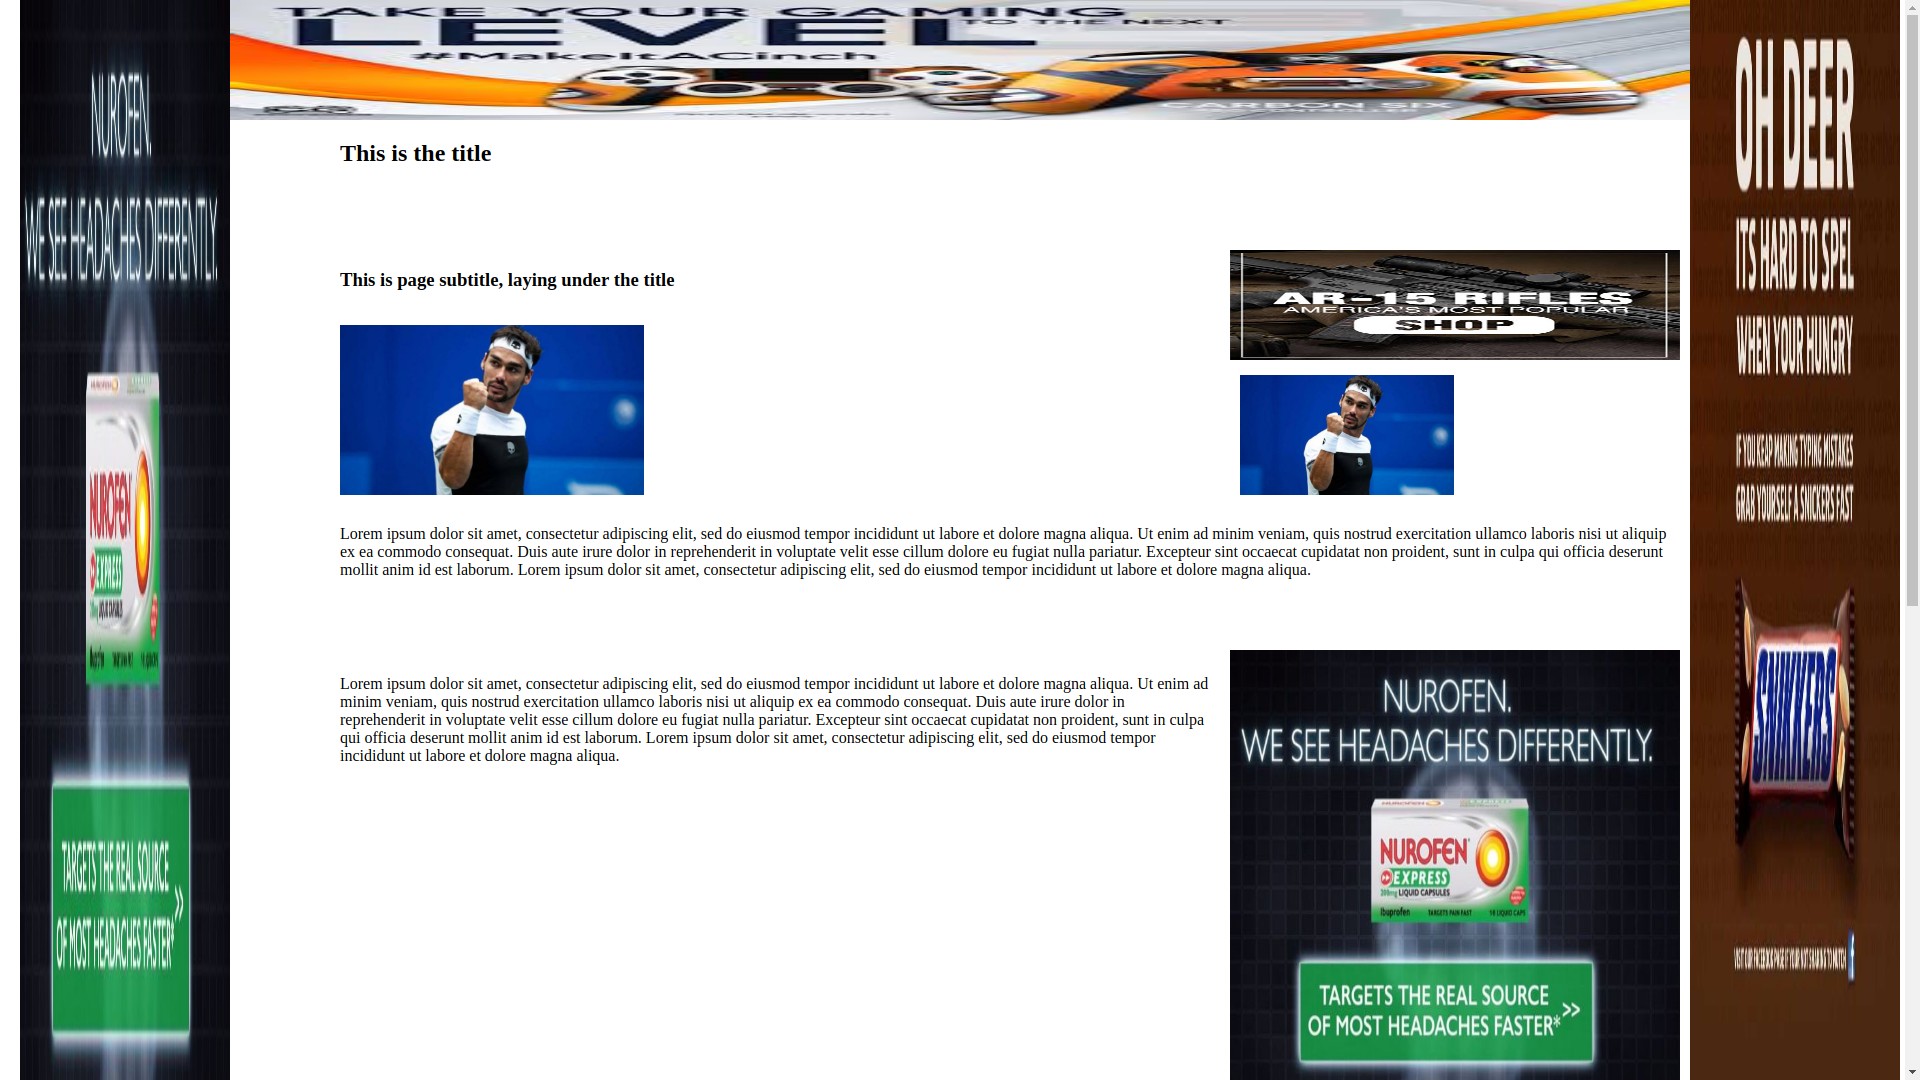 TAKE YOUR GAMING
LEVEL TO THE NEXT
#MakeItACinch
CARBON SIX
NUROFEN.
WE SEE HEADACHES DIFFERENTLY.
NUROFEN
EXPRESS
TARGETS THE REAL SOURCE
OF MOST HEADACHES FASTER* >>
This is the title
This is page subtitle, laying under the title
AR-15 RIFLES
AMERICA'S MOST POPULAR
SHOP
Lorem ipsum dolor sit amet, consectetur adipiscing elit, sed do eiusmod tempor incididunt ut labore et dolore magna aliqua. Ut enim ad minim veniam, quis nostrud exercitation ullamco laboris nisi ut aliquip
ex ea commodo consequat. Duis aute irure dolor in reprehenderit in voluptate velit esse cillum dolore eu fugiat nulla pariatur. Excepteur sint occaecat cupidatat non proident, sunt in culpa qui officia deserunt
mollit anim id est laborum. Lorem ipsum dolor sit amet, consectetur adipiscing elit, sed do eiusmod tempor incididunt ut labore et dolore magna aliqua.
Lorem ipsum dolor sit amet, consectetur adipiscing elit, sed do eiusmod tempor incididunt ut labore et dolore magna aliqua. Ut enim ad
minim veniam, quis nostrud exercitation ullamco laboris nisi ut aliquip ex ea commodo consequat. Duis aute irure dolor in
reprehenderit in voluptate velit esse cillum dolore eu fugiat nulla pariatur. Excepteur sint occaecat cupidatat non proident, sunt in culpa
qui officia deserunt mollit anim id est laborum. Lorem ipsum dolor sit amet, consectetur adipiscing elit, sed do eiusmod tempor
incididunt ut labore et dolore magna aliqua.
NUROFEN.
WE SEE HEADACHES DIFFERENTLY.
NUROFEN
EXPRESS
200mg LIQUID CAPSULES
Ibuprofen TARGETS PAIN FAST 10 LIQUID CAPS
TARGETS THE REAL SOURCE
OF MOST HEADACHES FASTER* >>
OH DEER
ITS HARD TO SPEL
WHEN YOUR HUNGRY
IF YOU KEAP MAKING TYPING MISTAKES
GRAB YOURSELF A SNICKERS FAST
SNIKKERS